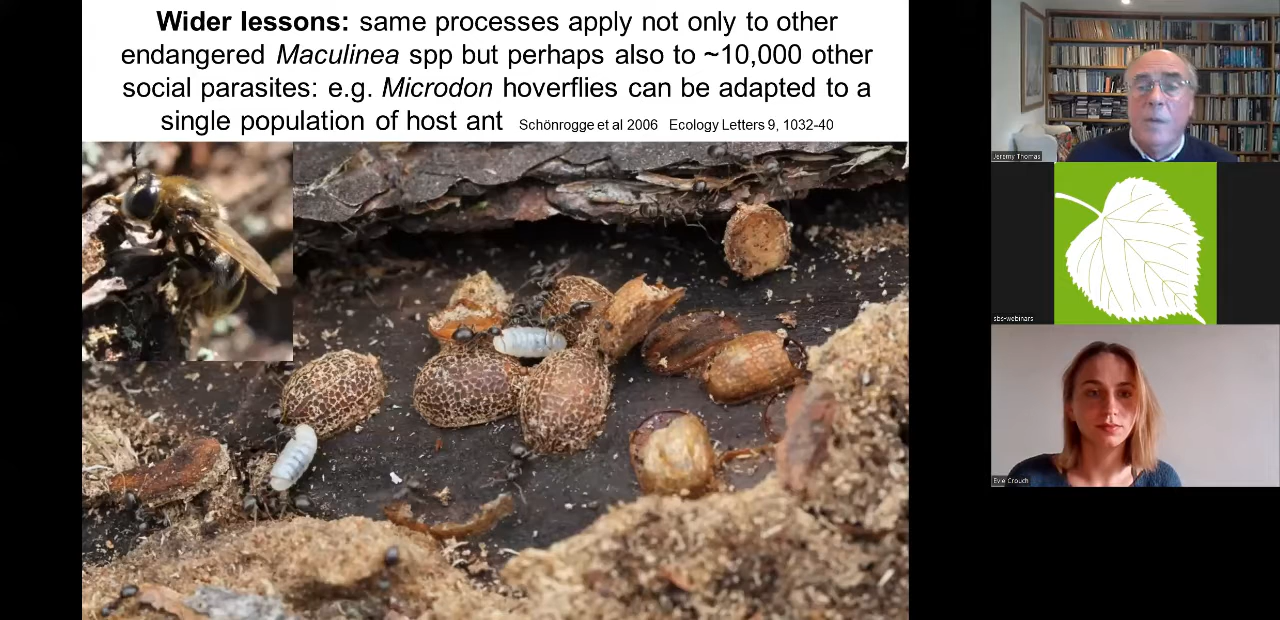 Wider lessons: same processes apply not only to other
endangered Maculinea spp but perhaps also to ~10,000 other
social parasites: e.g. Microdon hoverflies can be adapted to a
single population of host ant Schönrogge et al 2006 Ecology Letters 9, 1032-40
Jeremy Thomas
sbs-webinars
Evie Crouch